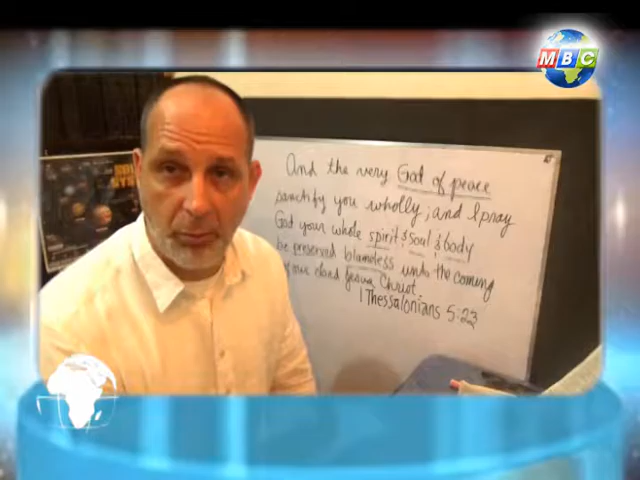 MBC
And the very God of peace
sanctify you wholly; and I pray
God your whole spirit & soul & body
be preserved blameless unto the coming
of our Lord Jesus Christ
1 Thessalonians 5:23